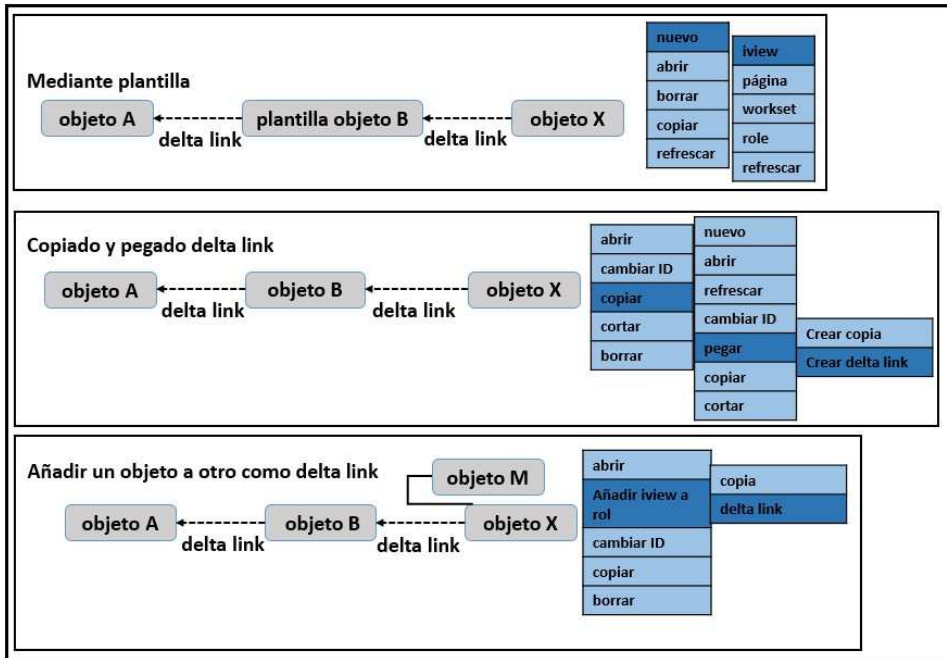 Mediante plantilla
objeto A
delta link
plantilla objeto B
delta link
objeto X
nuevo
abrir
borrar
copiar
refrescar
iview
página
workset
role
refrescar
Copiado y pegado delta link
objeto A
delta link
objeto B
delta link
objeto X
abrir
cambiar ID
copiar
cortar
borrar
nuevo
abrir
refrescar
cambiar ID
pegar
copiar
cortar
Crear copia
Crear delta link
Añadir un objeto a otro como delta link
objeto M
objeto A
delta link
objeto B
delta link
objeto X
abrir
Añadir iview a
rol
cambiar ID
copiar
borrar
copia
delta link